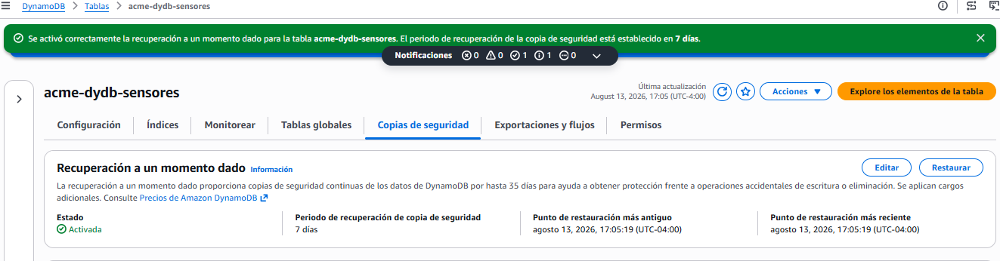 DynamoDB > Tablas > acme-dydb-sensores
Se activó correctamente la recuperación a un momento dado para la tabla acme-dydb-sensores. El periodo de recuperación de la copia de seguridad está establecido en 7 días.
Notificaciones 0 0 1 1 0
acme-dydb-sensores
Última actualización
August 13, 2026, 17:05 (UTC-4:00)
Acciones
Explore los elementos de la tabla
Configuración
Índices
Monitorear
Tablas globales
Copias de seguridad
Exportaciones y flujos
Permisos
Recuperación a un momento dado Información
Editar
Restaurar
La recuperación a un momento dado proporciona copias de seguridad continuas de los datos de DynamoDB por hasta 35 días para ayuda a obtener protección frente a operaciones accidentales de escritura o eliminación. Se aplican cargos
adicionales. Consulte Precios de Amazon DynamoDB
Estado
Activada
Periodo de recuperación de copia de seguridad
7 días
Punto de restauración más antiguo
agosto 13, 2026, 17:05:19 (UTC-04:00)
Punto de restauración más reciente
agosto 13, 2026, 17:05:19 (UTC-04:00)